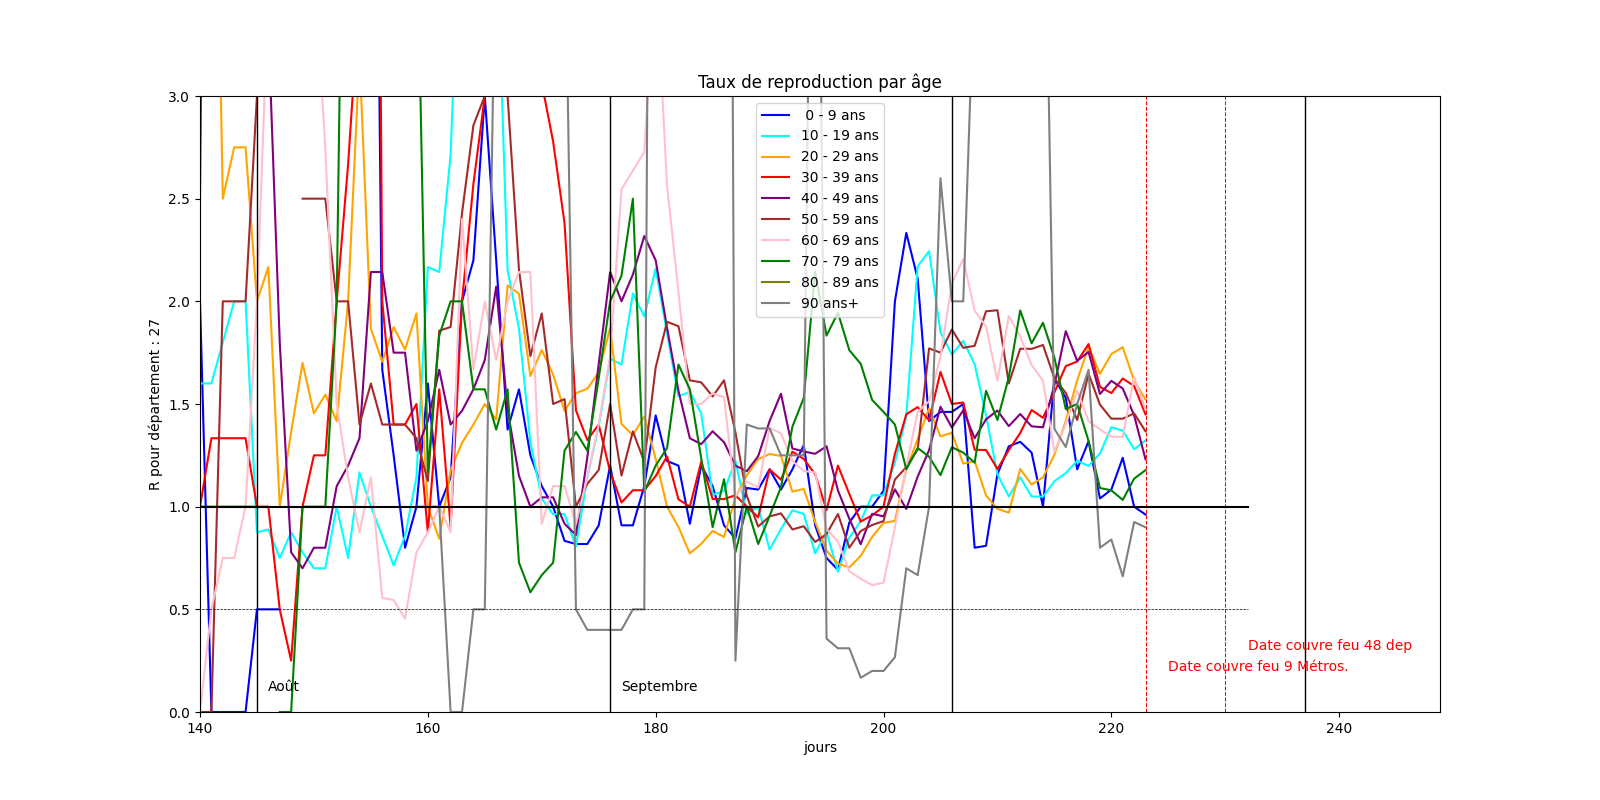 Taux de reproduction par âge
3.0
2.5
2.0
1.5
1.0
0.5
0.0
R pour département : 27
0 - 9 ans
10 - 19 ans
20 - 29 ans
30 - 39 ans
40 - 49 ans
50 - 59 ans
60 - 69 ans
70 - 79 ans
80 - 89 ans
90 ans+
Date couvre feu 48 dep
Date couvre feu 9 Métros.
Août
Septembre
140 160 180 200 220 240
jours